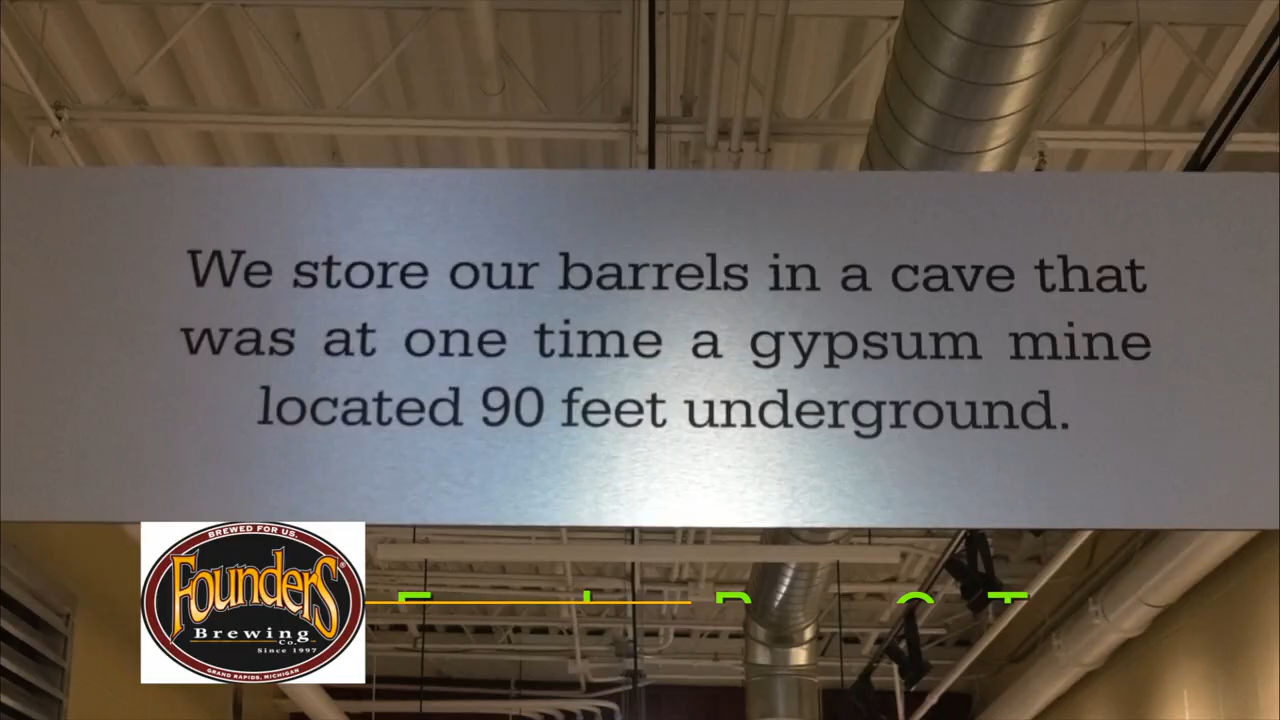 We store our barrels in a cave that
was at one time a gypsum mine
located 90 feet underground.
BREWED FOR US.
FOUNDERS®
Brewing
Co.
Since 1997
GRAND RAPIDS, MICHIGAN